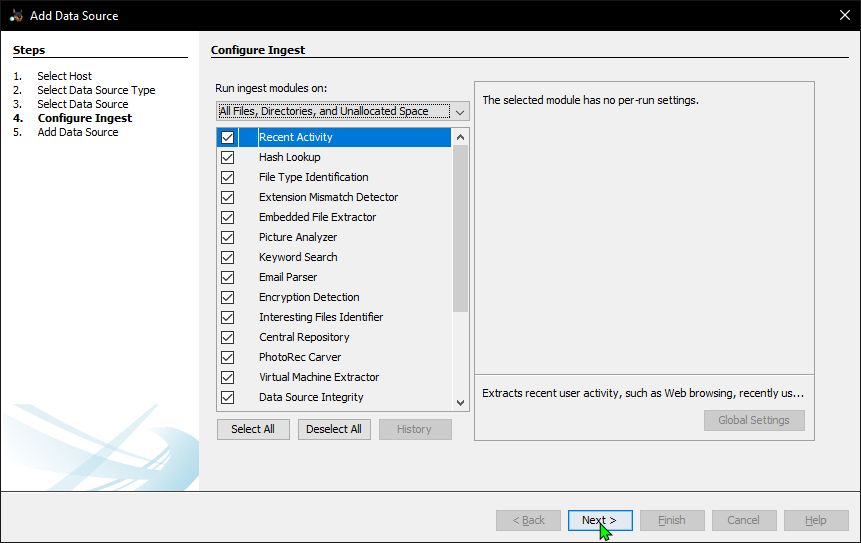 Add Data Source
Steps
1. Select Host
2. Select Data Source Type
3. Select Data Source
4. Configure Ingest
5. Add Data Source
Configure Ingest
Run ingest modules on:
All Files, Directories, and Unallocated Space
Recent Activity
Hash Lookup
File Type Identification
Extension Mismatch Detector
Embedded File Extractor
Picture Analyzer
Keyword Search
Email Parser
Encryption Detection
Interesting Files Identifier
Central Repository
PhotoRec Carver
Virtual Machine Extractor
Data Source Integrity
Select All
Deselect All
History
The selected module has no per-run settings.
Extracts recent user activity, such as Web browsing, recently us...
Global Settings
< Back
Next >
Finish
Cancel
Help